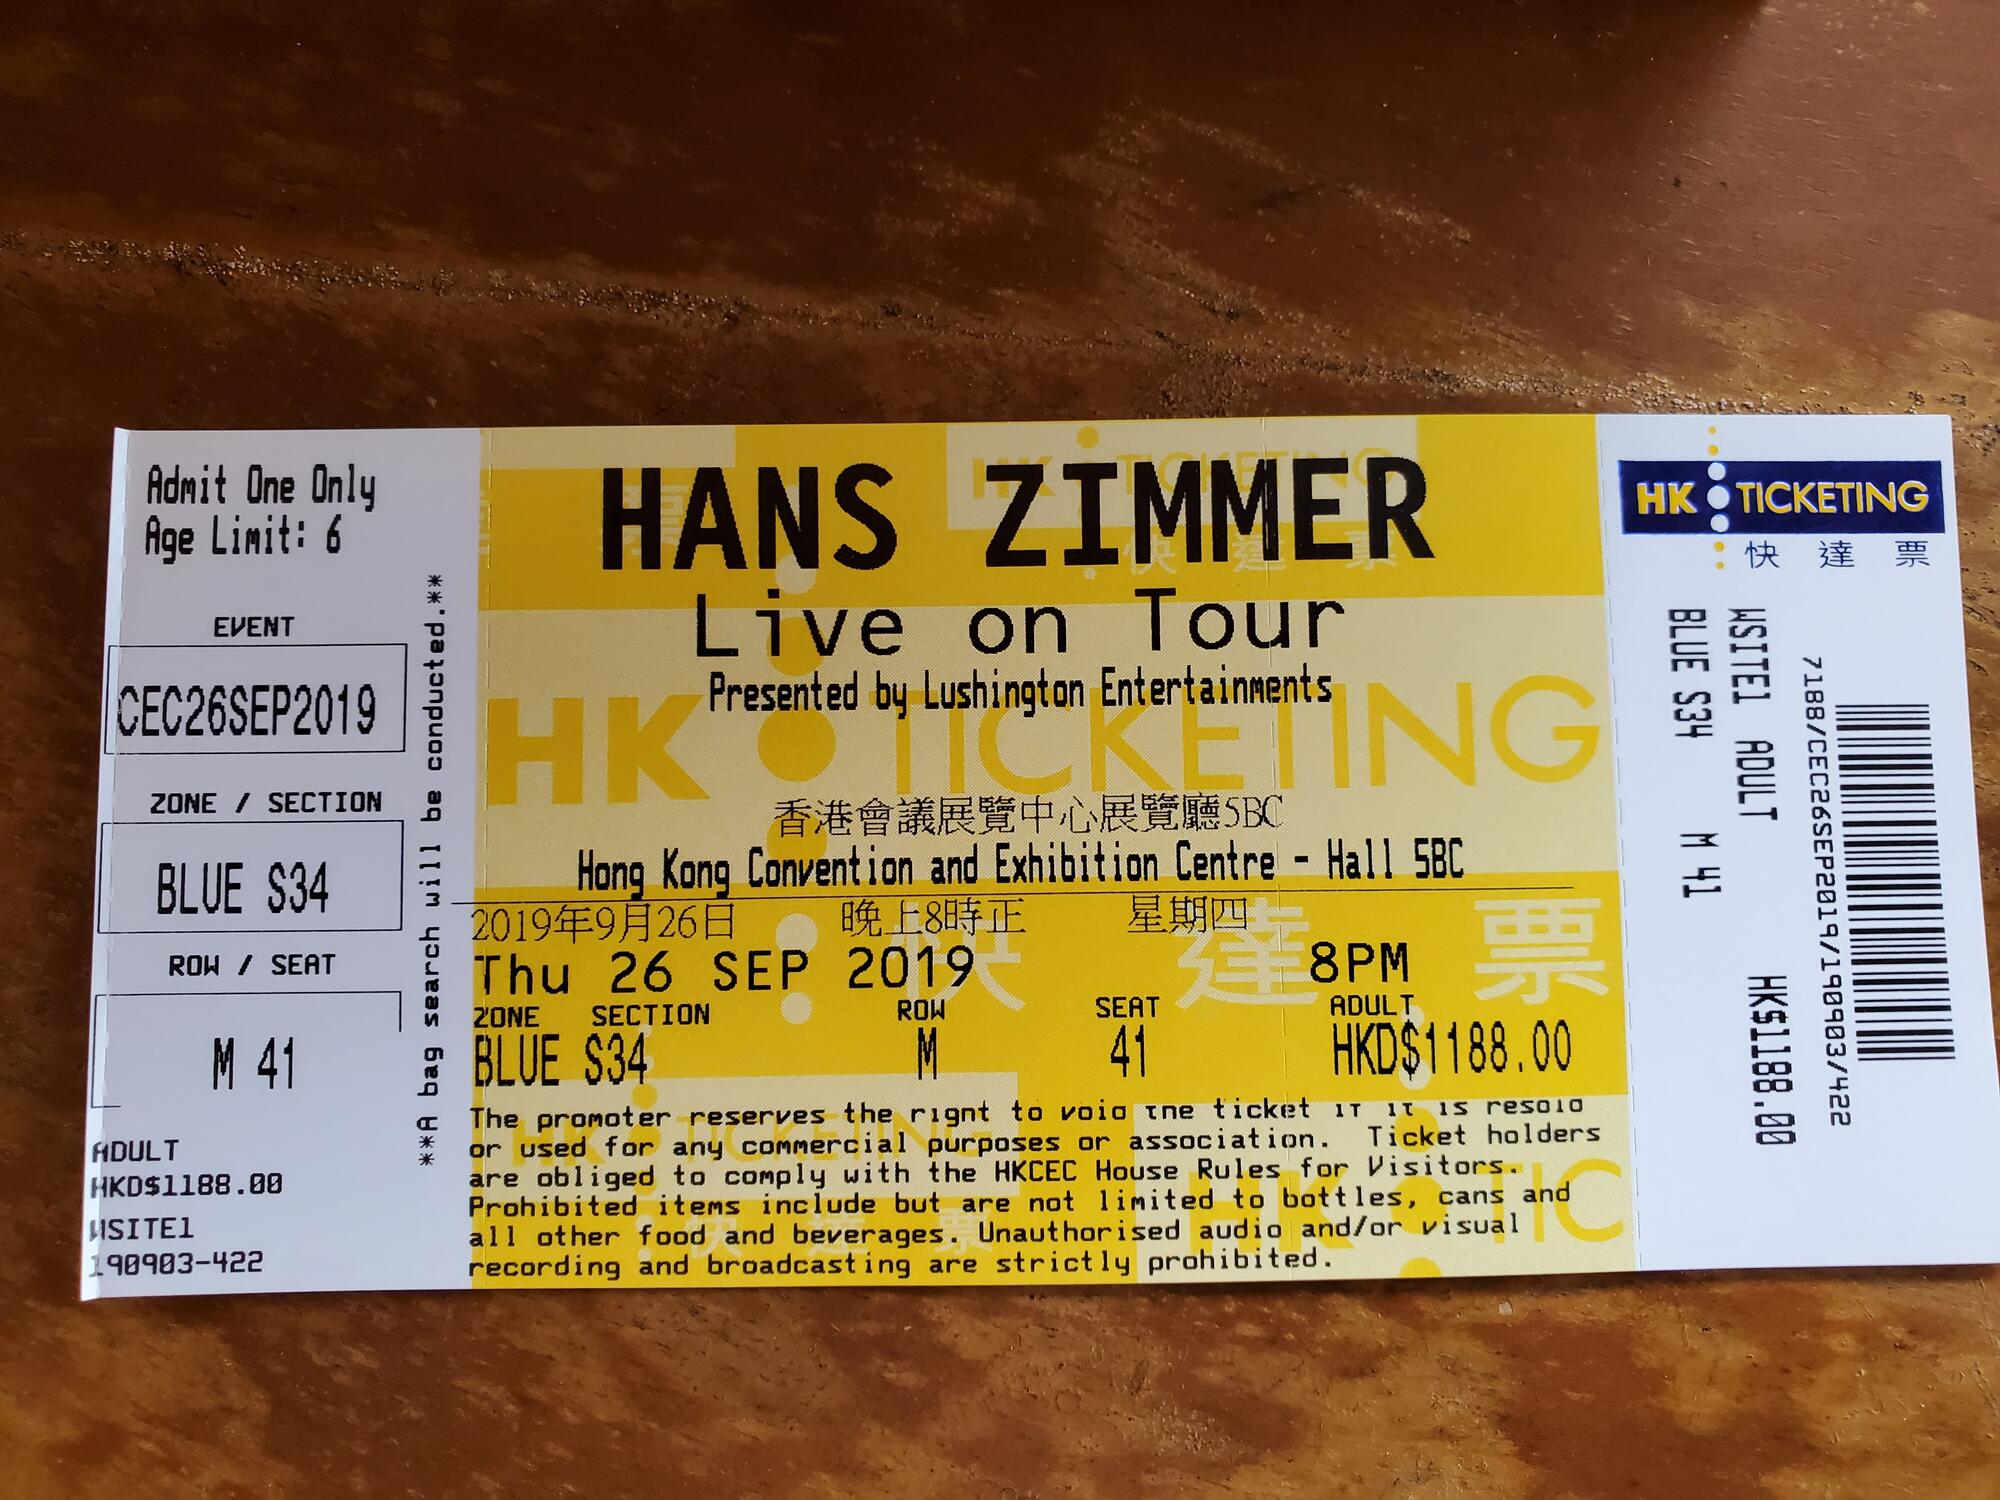 Admit One Only
Age Limit: 6
EVENT
CEC26SEP2019
ZONE / SECTION
BLUE S34
ROW / SEAT
M 41
ADULT
HKD$1188.00
WSITE1
190903-422
**A bag search will be conducted.**
HANS ZIMMER
Live on Tour
Presented by Lushington Entertainments
HK TICKETING
香港會議展覽中心展覽廳5BC
Hong Kong Convention and Exhibition Centre - Hall 5BC
2019年9月26日 晚上8時正 星期四
Thu 26 SEP 2019 8PM
快達票
ZONE SECTION ROW SEAT ADULT
BLUE S34 M 41 HKD$1188.00
The promoter reserves the right to void the ticket if it is resold
or used for any commercial purposes or association. Ticket holders
are obliged to comply with the HKCEC House Rules for Visitors.
Prohibited items include but are not limited to bottles, cans and
all other food and beverages. Unauthorised audio and/or visual
recording and broadcasting are strictly prohibited.
HK TICKETING
快達票
WSITE1 ADULT M 41 HK$1188.00
BLUE S34
7188/CEC26SEP2019/190903/422